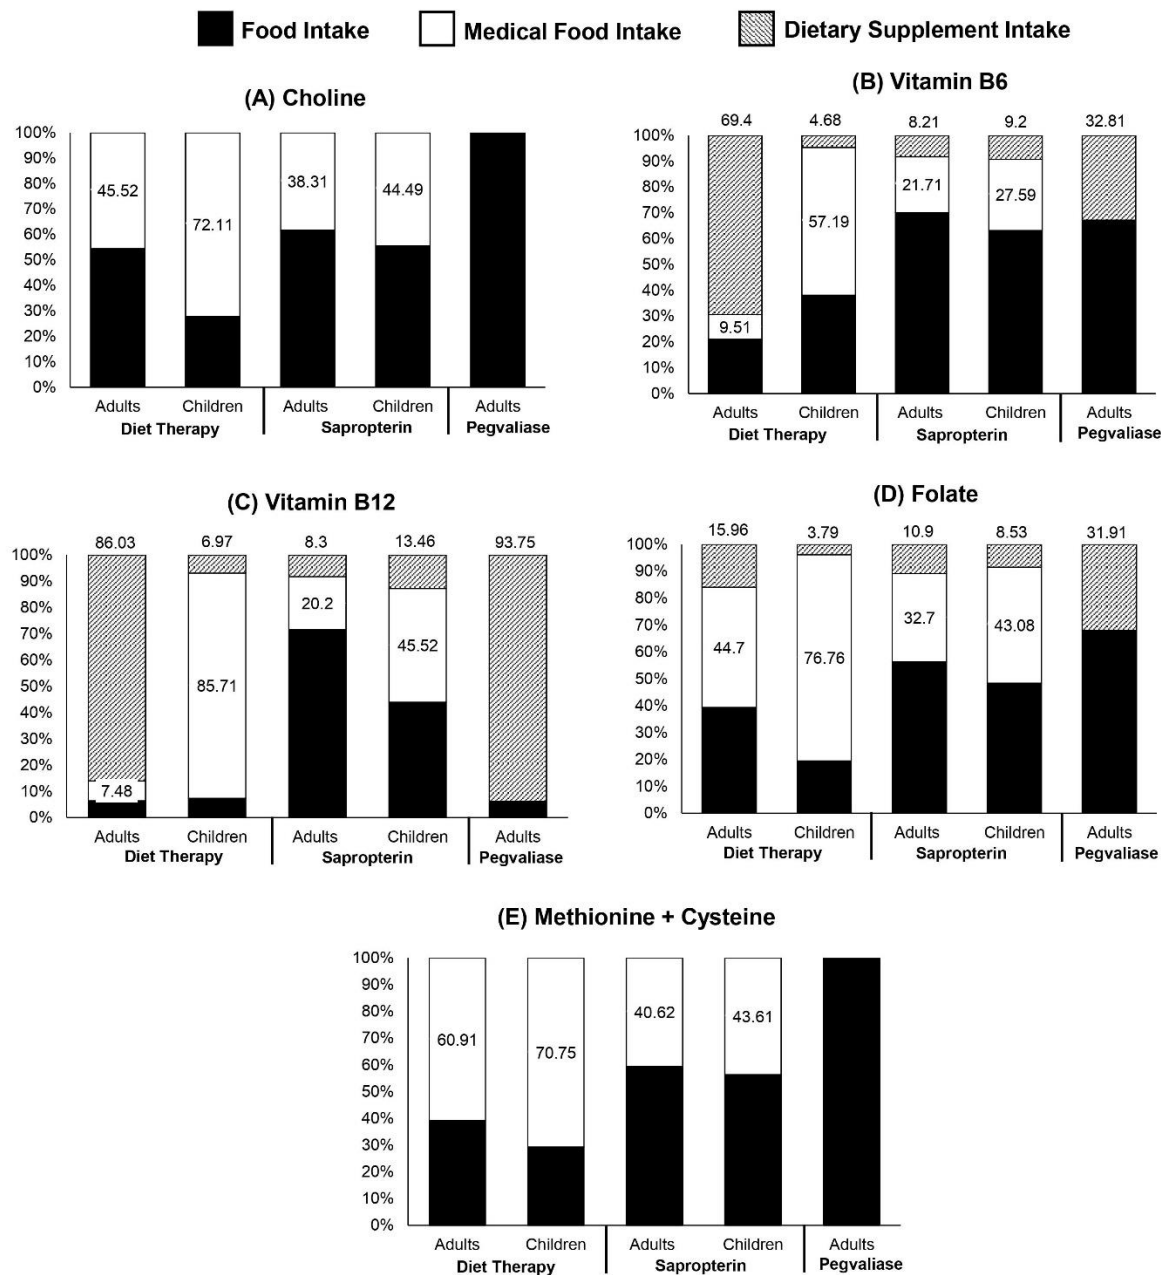 Food Intake Medical Food Intake Dietary Supplement Intake
(A) Choline
100%
90%
80%
70%
60%
50%
40%
30%
20%
10%
0%
45.52 72.11 38.31 44.49
Adults Children Adults Children Adults
Diet Therapy Sapropterin Pegvaliase
(B) Vitamin B6
69.4 4.68 8.21 9.2 32.81
100%
90%
80%
70%
60%
50%
40%
30%
20%
10%
0%
9.51 57.19 21.71 27.59
Adults Children Adults Children Adults
Diet Therapy Sapropterin Pegvaliase
(C) Vitamin B12
86.03 6.97 8.3 13.46 93.75
100%
90%
80%
70%
60%
50%
40%
30%
20%
10%
0%
7.48 85.71 20.2 45.52
Adults Children Adults Children Adults
Diet Therapy Sapropterin Pegvaliase
(D) Folate
15.96 3.79 10.9 8.53 31.91
100%
90%
80%
70%
60%
50%
40%
30%
20%
10%
0%
44.7 76.76 32.7 43.08
Adults Children Adults Children Adults
Diet Therapy Sapropterin Pegvaliase
(E) Methionine + Cysteine
100%
90%
80%
70%
60%
50%
40%
30%
20%
10%
0%
60.91 70.75 40.62 43.61
Adults Children Adults Children Adults
Diet Therapy Sapropterin Pegvaliase